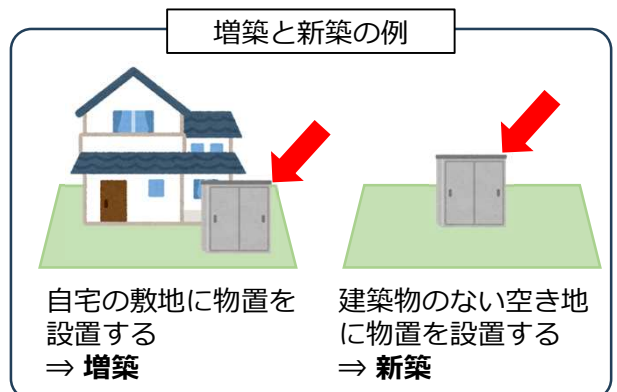 増築と新築の例
自宅の敷地に物置を
設置する
⇒ 増築
建築物のない空き地
に物置を設置する
⇒ 新築